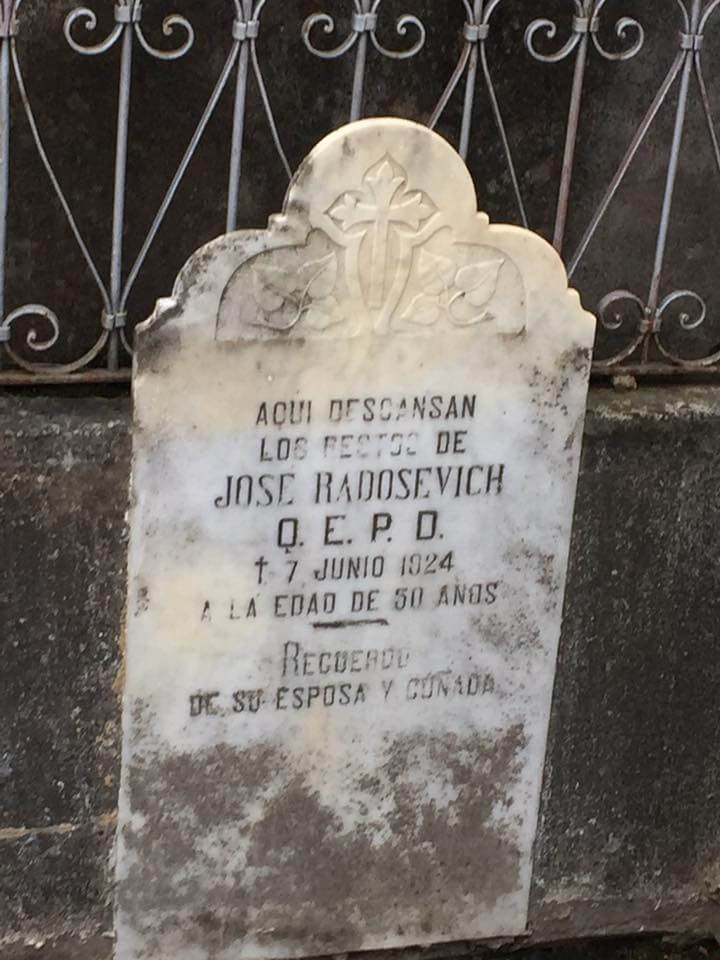 AQUI DESCANSAN
LOS RESTOS DE
JOSE RADOSEVICH
Q. E. P. D.
† 7 JUNIO 1924
A LA EDAD DE 50 AÑOS
RECUERDO
DE SU ESPOSA Y CUÑADA